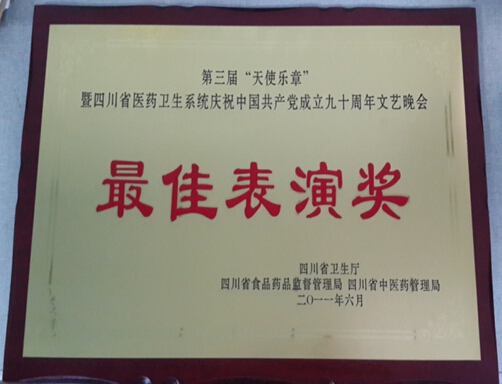 第三届“天使乐章”
暨四川省医药卫生系统庆祝中国共产党成立九十周年文艺晚会
最佳表演奖
四川省卫生厅
四川省食品药品监督管理局 四川省中医药管理局
二〇一一年六月